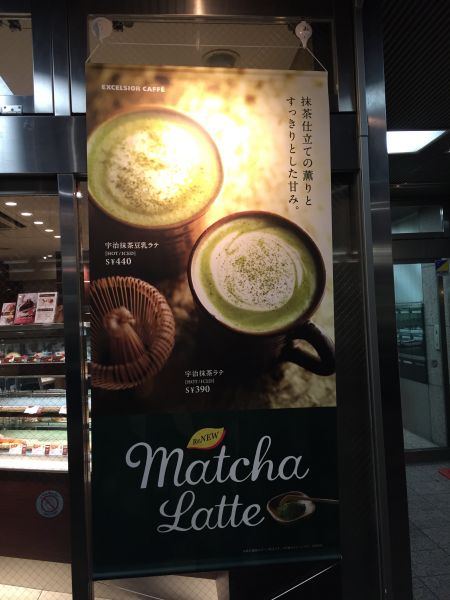 EXCELSIOR CAFFÉ
抹茶仕立ての薫りと
すっきりとした甘み。
宇治抹茶豆乳ラテ
[HOT/ICED]
S¥440
宇治抹茶ラテ
[HOT/ICED]
S¥390
ReNEW
Matcha
Latte